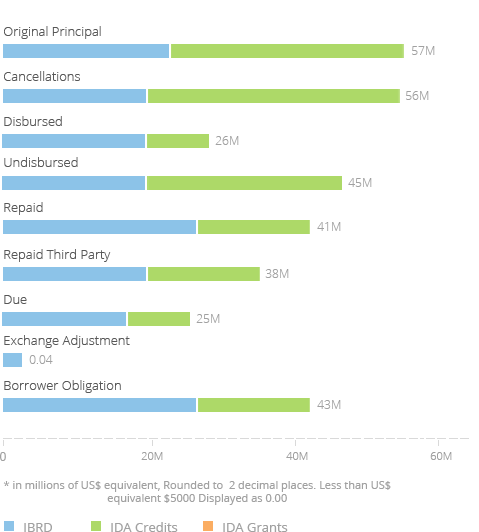 Original Principal
57M
Cancellations
56M
Disbursed
26M
Undisbursed
45M
Repaid
41M
Repaid Third Party
38M
Due
25M
Exchange Adjustment
0.04
Borrower Obligation
43M
0 20M 40M 60M
* in millions of US$ equivalent, Rounded to 2 decimal places. Less than US$
equivalent $5000 Displayed as 0.00
IBRD IDA Credits IDA Grants